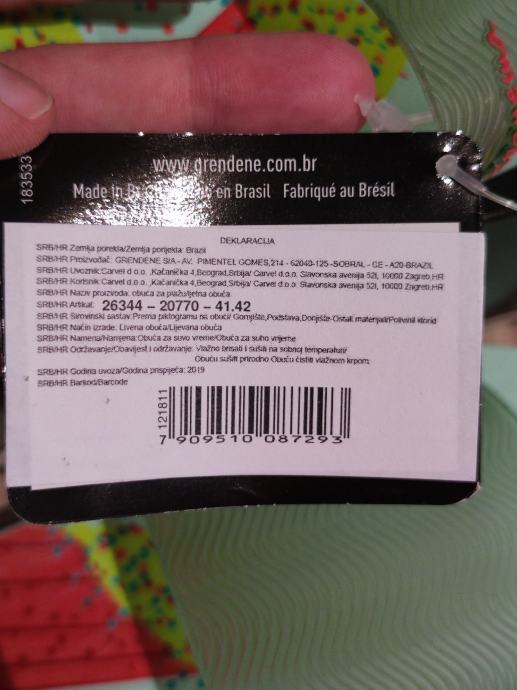 183533
www.grendene.com.br
Made in en Brasil Fabriqué au Brésil
DEKLARACIJA
SRB/HR Zemlja porekla/Zemlja porijekla: Brazil
SRB/HR Proizvođač: GRENDENE S/A - AV. PIMENTEL GOMES,214 - 62040-125 -SOBRAL - CE - A20-BRAZIL
SRB/HR Uvoznik:Carvel d.o.o. ,Kačanička 4,Beograd,Srbija/ Carvel d.o.o. Slavonska avenija 52i, 10000 Zagreb,HR
SRB/HR Korisnik:Carvel d.o.o. ,Kačanička 4,Beograd,Srbija/ Carvel d.o.o. Slavonska avenija 52i, 10000 Zagreb,HR
SRB/HR Naziv proizvoda: obuća za plažu/ljetna obuća
SRB/HR Artikal: 26344 - 20770 - 41.42
SRB/HR Sirovinski sastav:Prema piktogramu na obući/ Gornjište,Postava,Donjište-Ostali materijali/Polivinil klorid
SRB/HR Način izrade: Livena obuća/Lijevana obuća
SRB/HR Namena/Namjena:Obuća za suvo vreme/Obuća za suho vrijeme
SRB/HR Održavanje/Obavijest i održavanje: Vlažno brisati i sušiti na sobnoj temperaturi/
Obuću sušiti prirodno Obuću čistiti vlažnom krpom
SRB/HR Godina uvoza/Godina prispijeća: 2019
SRB/HR Barkod/Barcode
121811
7 909510 087293